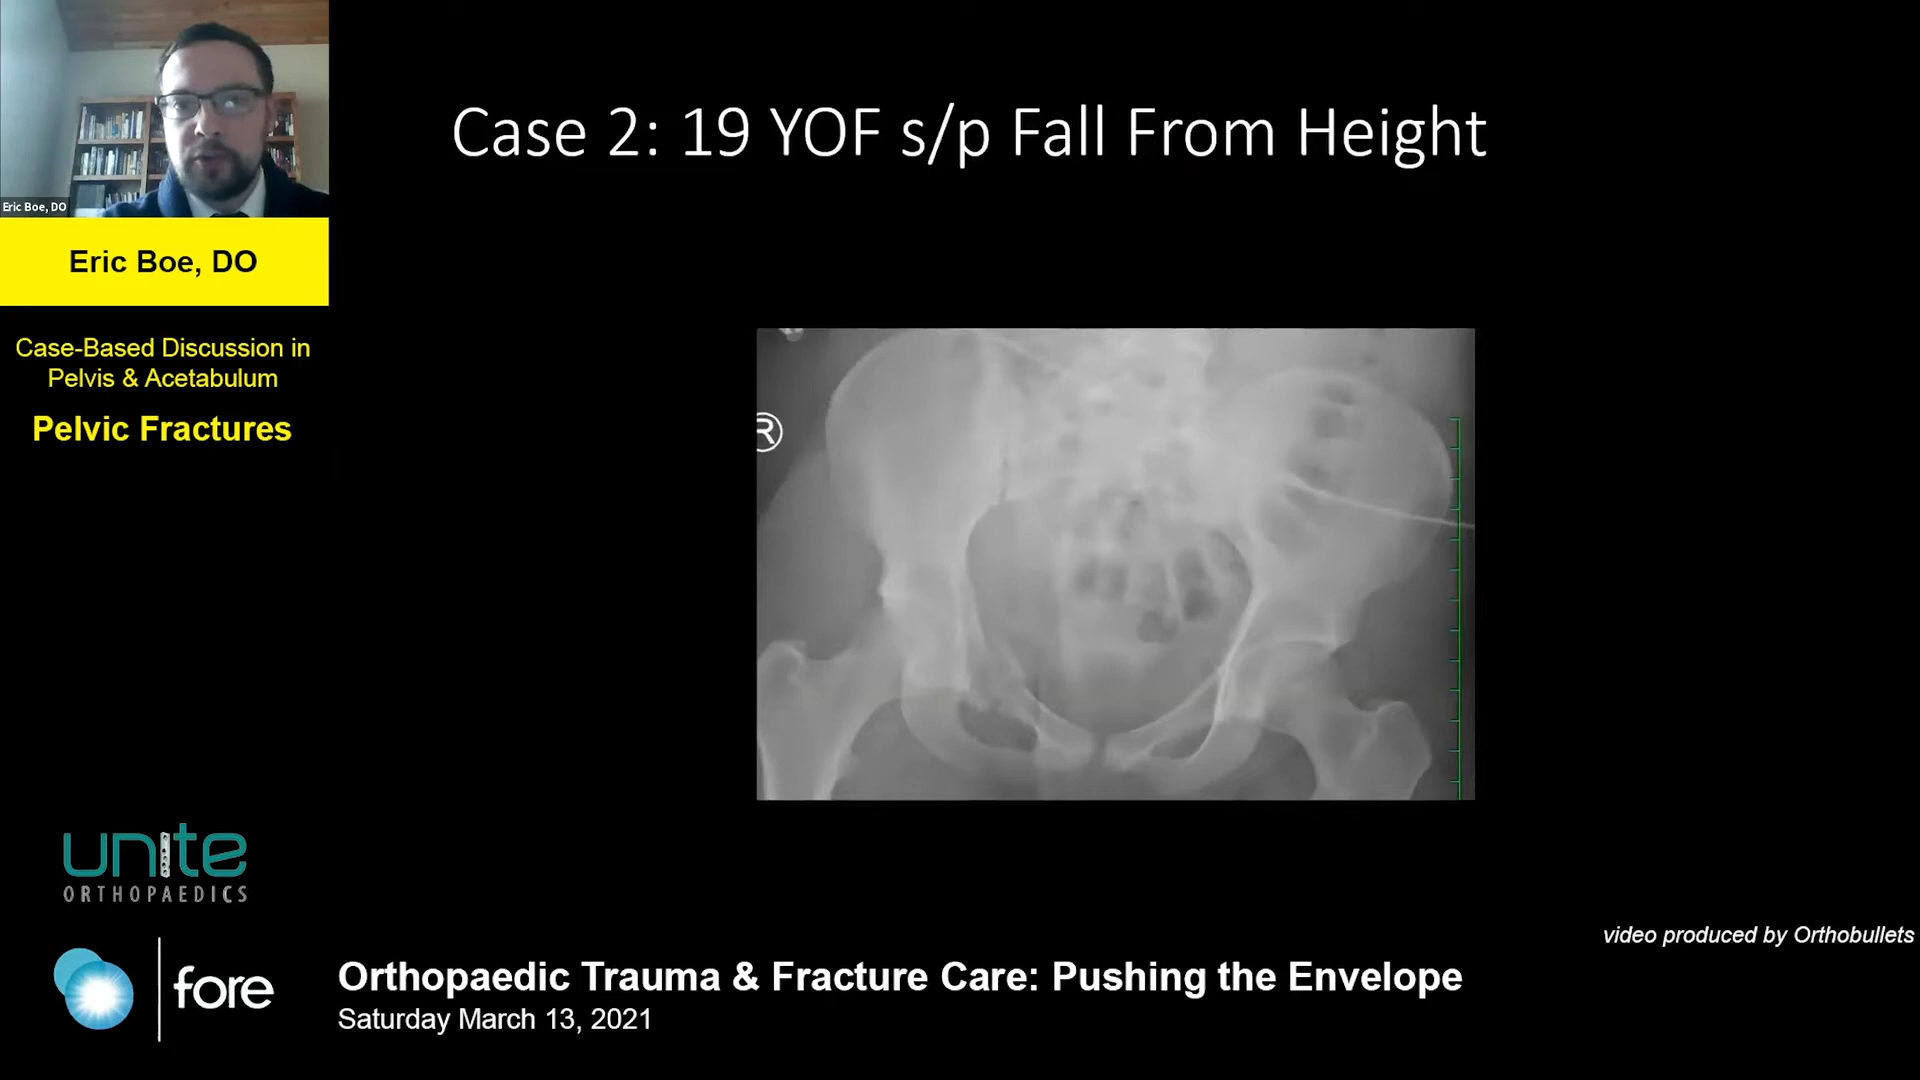 Case 2: 19 YOF s/p Fall From Height
Eric Boe, DO
Eric Boe, DO
Case-Based Discussion in
Pelvis & Acetabulum
Pelvic Fractures
R
unite
ORTHOPAEDICS
fore
video produced by Orthobullets
Orthopaedic Trauma & Fracture Care: Pushing the Envelope
Saturday March 13, 2021